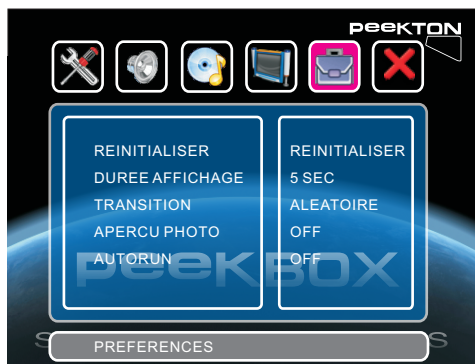 PEEKTON
REINITIALISER REINITIALISER
DUREE AFFICHAGE 5 SEC
TRANSITION ALEATOIRE
APERCU PHOTO OFF
AUTORUN OFF
PEEKBOX
S S
PREFERENCES